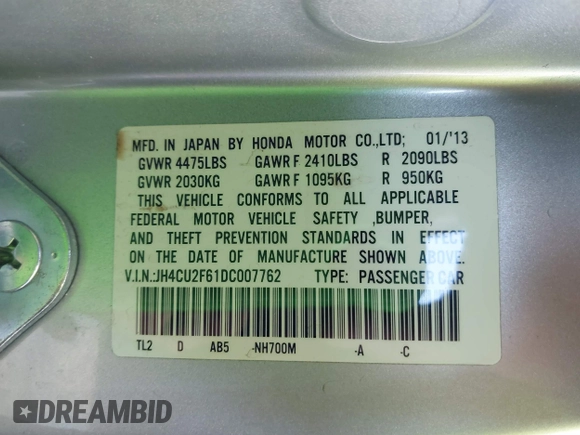 MFD. IN JAPAN BY HONDA MOTOR CO.,LTD; 01/'13
GVWR 4475LBS GAWR F 2410LBS R 2090LBS
GVWR 2030KG GAWR F 1095KG R 950KG
THIS VEHICLE CONFORMS TO ALL APPLICABLE
FEDERAL MOTOR VEHICLE SAFETY ,BUMPER,
AND THEFT PREVENTION STANDARDS IN EFFECT
ON THE DATE OF MANUFACTURE SHOWN ABOVE.
V.I.N.:JH4CU2F61DC007762 TYPE: PASSENGER CAR
TL2 D AB5 -NH700M -A -C
DREAMBID